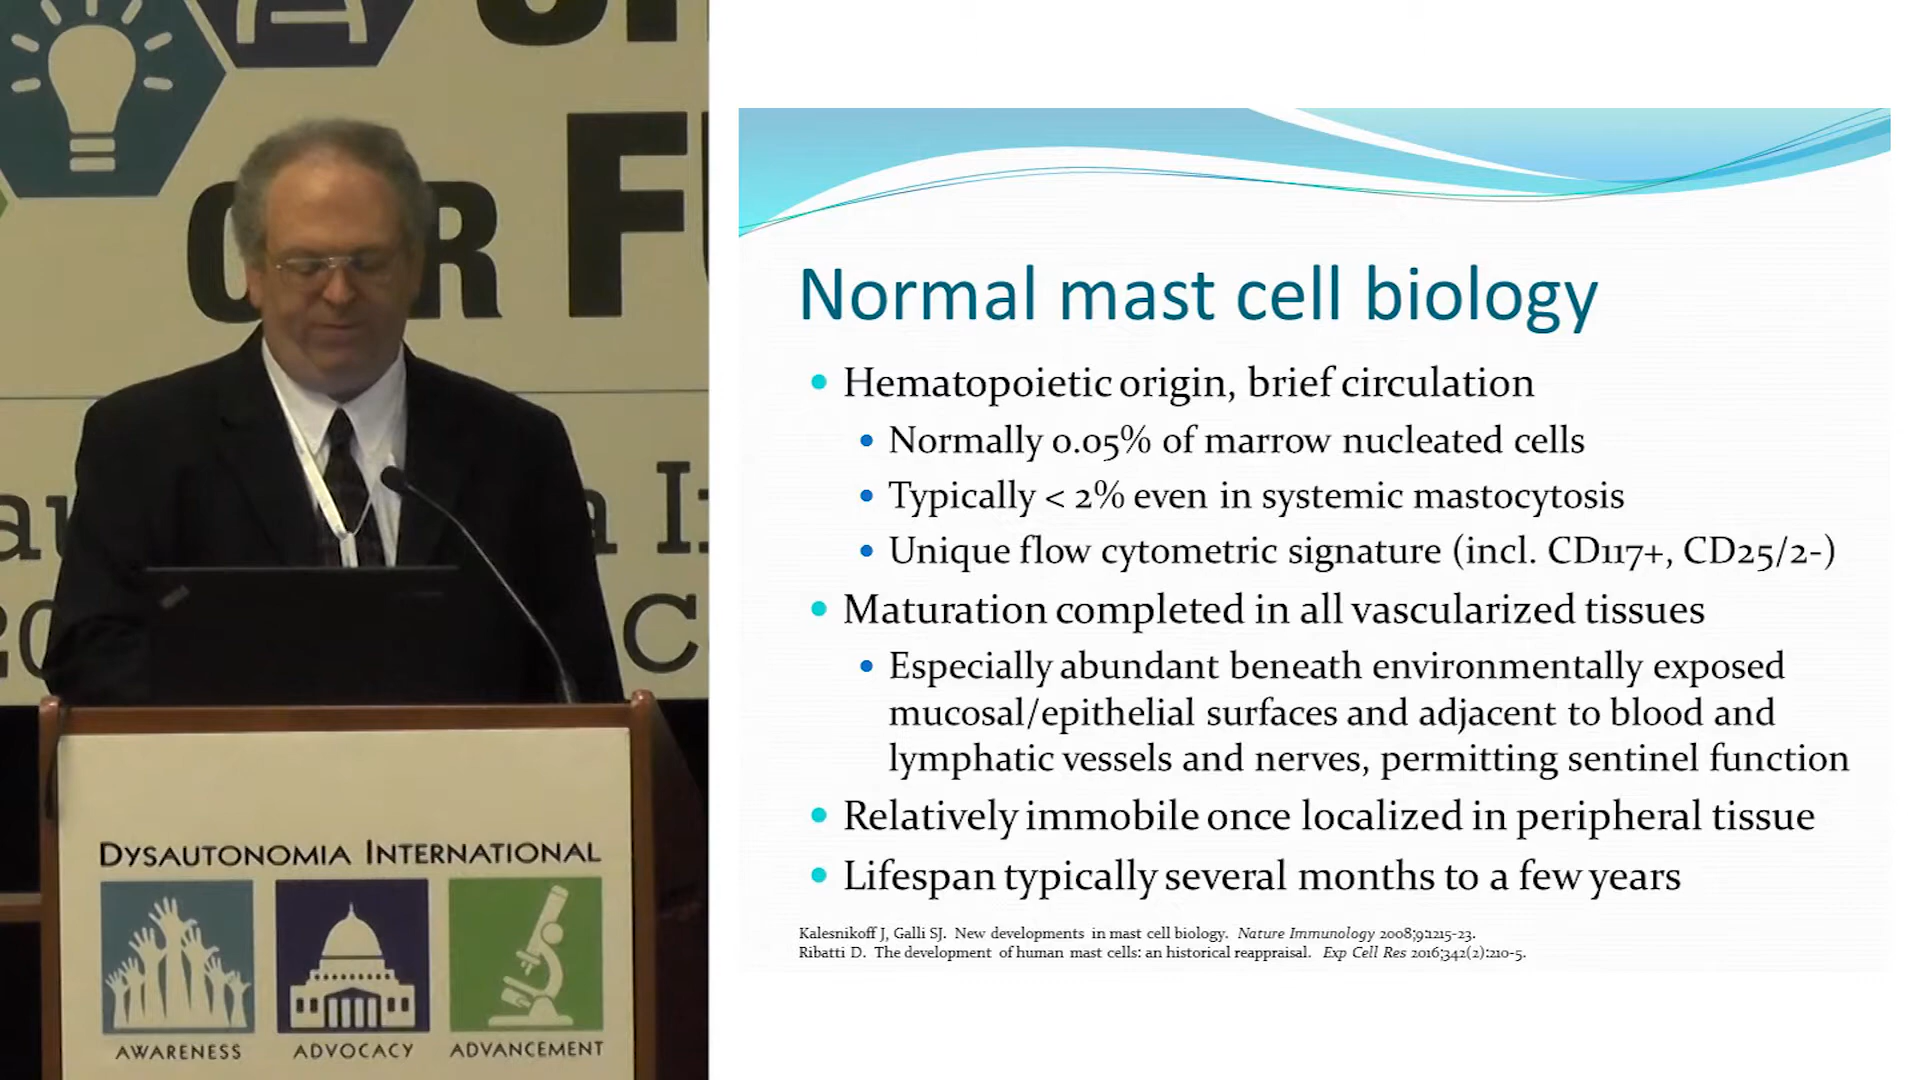 OUR
Normal mast cell biology
Hematopoietic origin, brief circulation
Normally 0.05% of marrow nucleated cells
Typically < 2% even in systemic mastocytosis
Unique flow cytometric signature (incl. CD117+, CD25/2-)
Maturation completed in all vascularized tissues
Especially abundant beneath environmentally exposed
mucosal/epithelial surfaces and adjacent to blood and
lymphatic vessels and nerves, permitting sentinel function
Relatively immobile once localized in peripheral tissue
Lifespan typically several months to a few years
Kalesnikoff J, Galli SJ. New developments in mast cell biology. Nature Immunology 2008;9:1215-23.
Ribatti D. The development of human mast cells: an historical reappraisal. Exp Cell Res 2016;342(2):210-5.
DYSAUTONOMIA INTERNATIONAL
AWARENESS ADVOCACY ADVANCEMENT